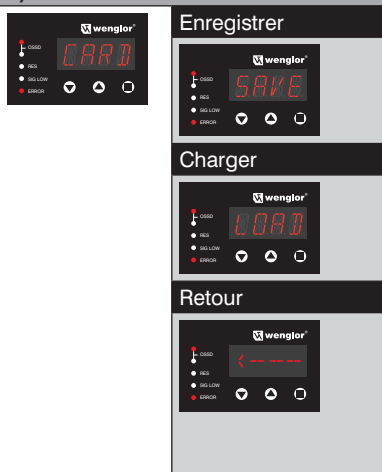 wenglor
OSSD
CARD
RES
SIG LOW
ERROR
Enregistrer
wenglor
OSSD
SAVE
RES
SIG LOW
ERROR
Charger
wenglor
OSSD
LOAD
RES
SIG LOW
ERROR
Retour
wenglor
OSSD
<----
RES
SIG LOW
ERROR